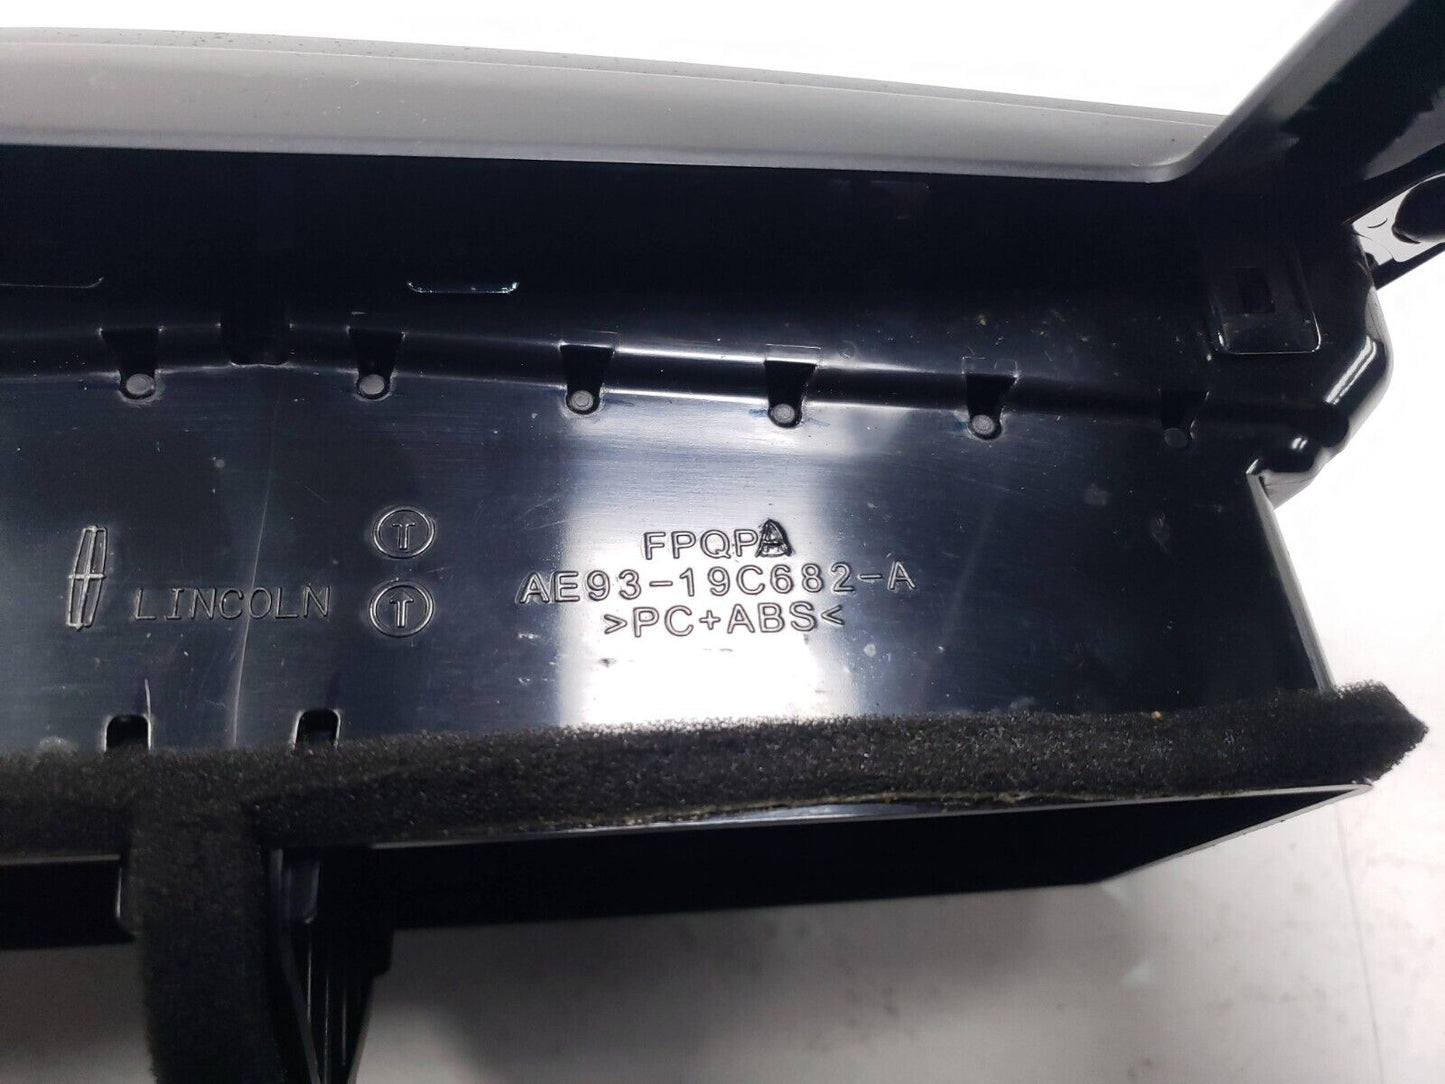 LINCOLN
T
T
FPQPA
AE93-19C682-A
>PC+ABS<